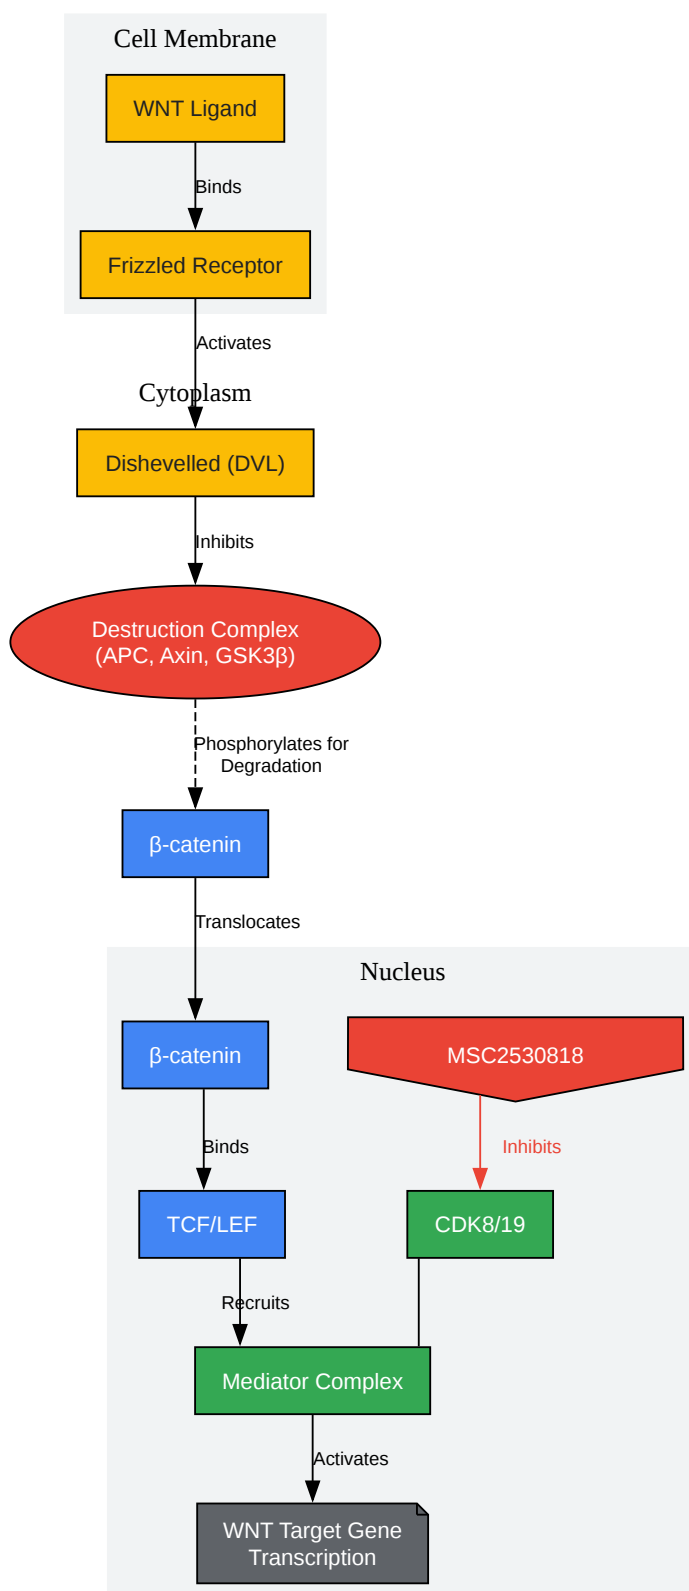 Cell Membrane
WNT Ligand
Binds
Frizzled Receptor
Activates
Cytoplasm
Dishevelled (DVL)
Inhibits
Destruction Complex
(APC, Axin, GSK3β)
Phosphorylates for
Degradation
β-catenin
Translocates
Nucleus
β-catenin
MSC2530818
Binds
Inhibits
TCF/LEF
CDK8/19
Recruits
Mediator Complex
Activates
WNT Target Gene
Transcription